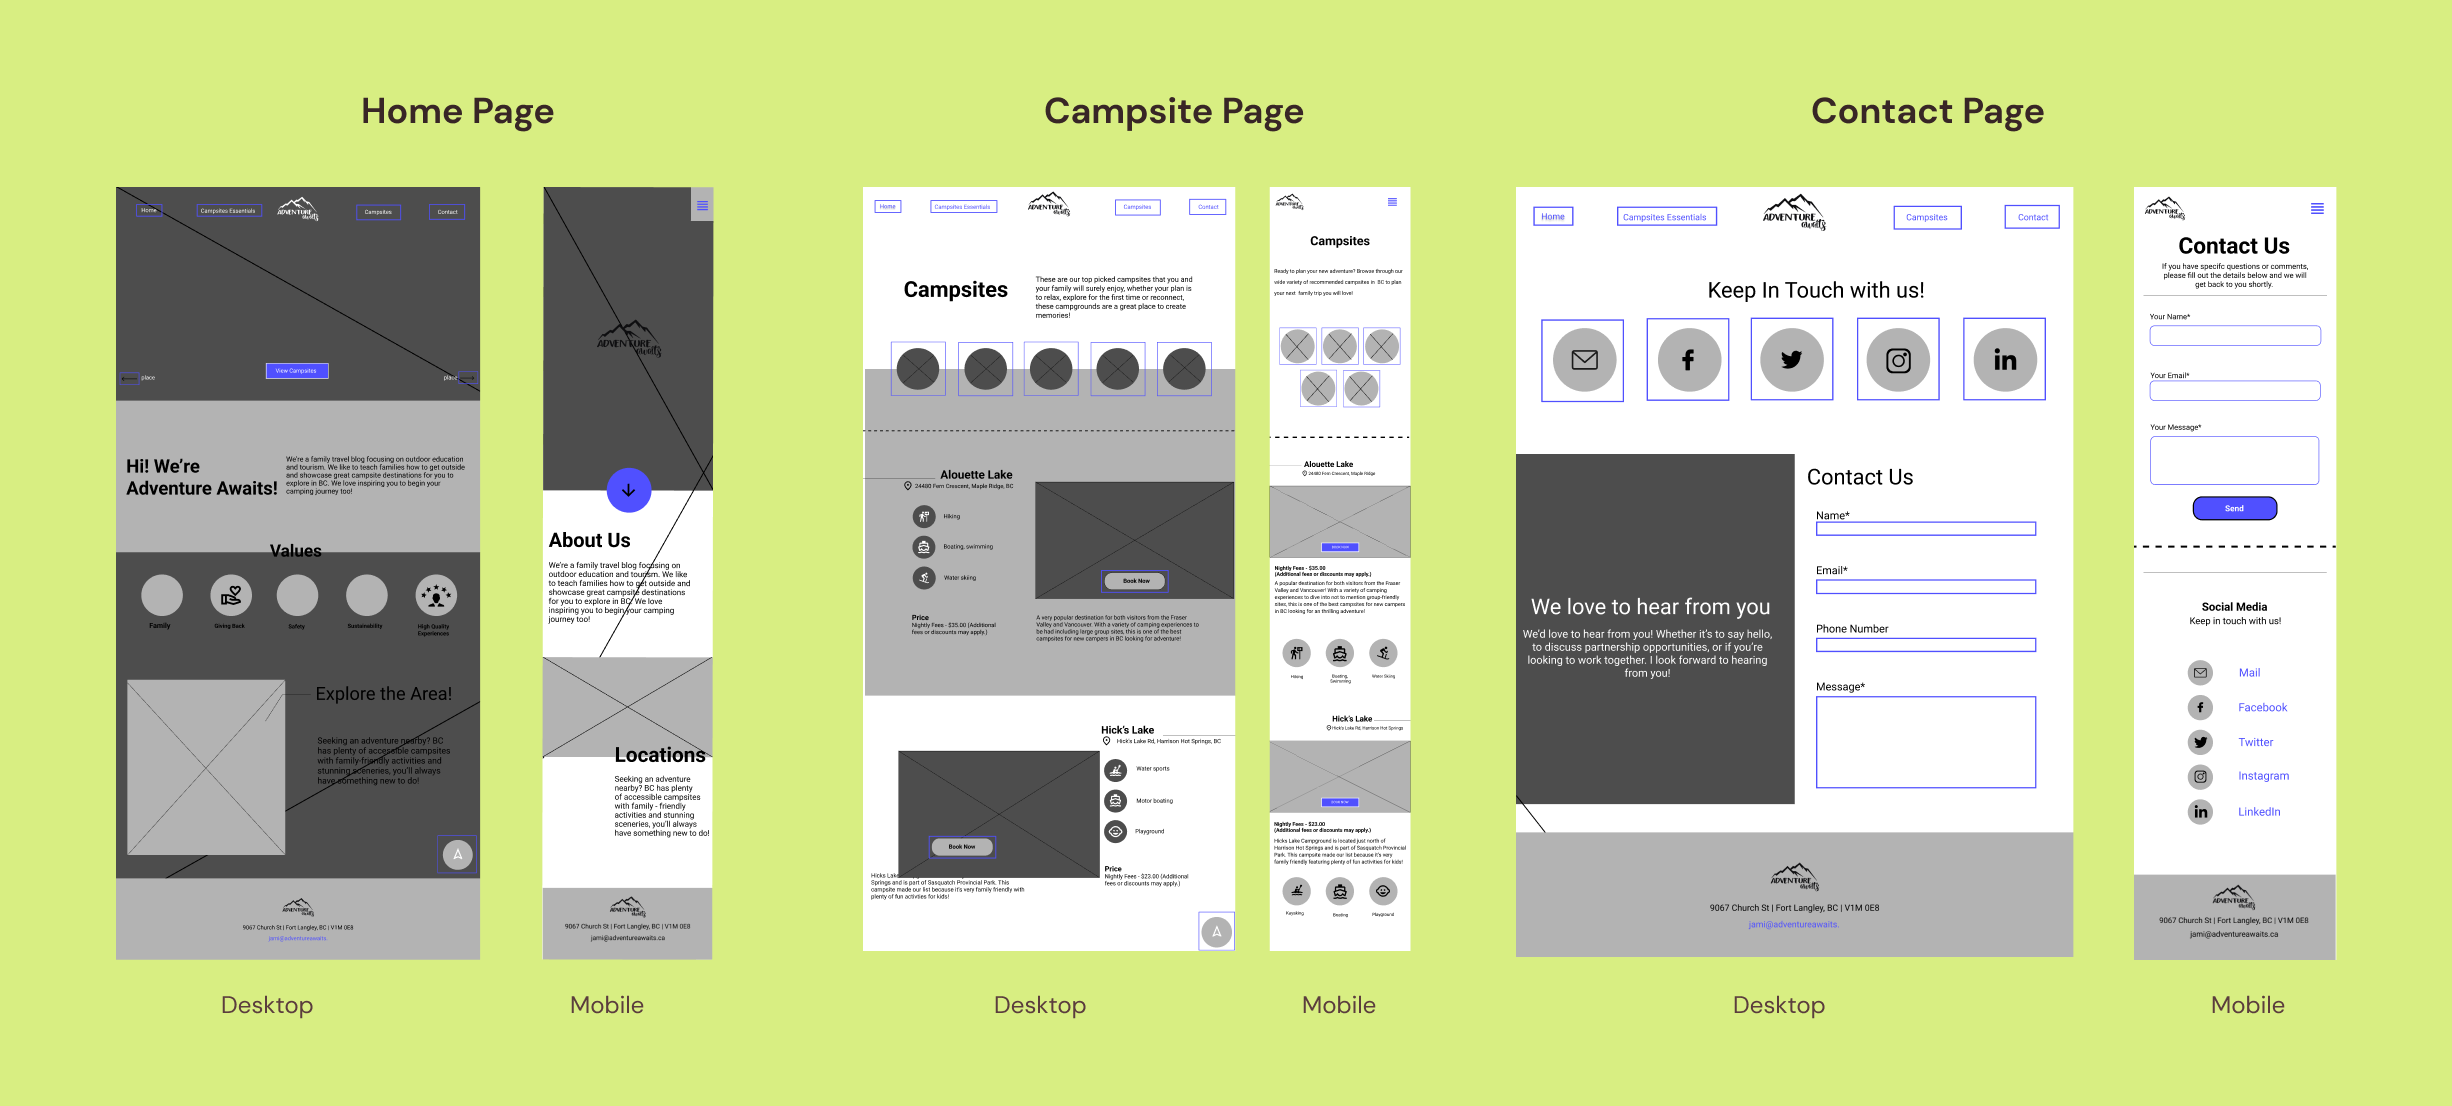 Home Page
Campsite Page
Contact Page
Home
Campsites Essentials
ADVENTURE
awaits
Campsites
Contact
place
View Campsites
place
Hi! We're
Adventure Awaits!
We're a family travel blog focusing on outdoor education
and tourism. We like to teach families how to get outside
and showcase great campsite destinations for you to
explore in BC. We love inspiring you to begin your
camping journey too!
Values
Family
Giving Back
Safety
Sustainability
High Quality
Experiences
Explore the Area!
Seeking an adventure nearby? BC
has plenty of accessible campsites
with family-friendly activities and
stunning sceneries, you'll always
have something new to do!
ADVENTURE
awaits
9067 Church St | Fort Langley, BC | V1M 0E8
jami@adventureawaits.
ADVENTURE
awaits
About Us
We're a family travel blog focusing on
outdoor education and tourism. We like
to teach families how to get outside and
showcase great campsite destinations
for you to explore in BC. We love
inspiring you to begin your camping
journey too!
Locations
Seeking an adventure
nearby? BC has plenty
of accessible campsites
with family - friendly
activities and stunning
sceneries, you'll always
have something new to do!
ADVENTURE
awaits
9067 Church St | Fort Langley, BC | V1M 0E8
jami@adventureawaits.ca
Home
Campsites Essentials
ADVENTURE
awaits
Campsites
Contact
Campsites
These are our top picked campsites that you and
your family will surely enjoy, whether your plan is
to relax, explore for the first time or reconnect,
these campgrounds are a great place to create
memories!
Alouette Lake
24480 Fern Crescent, Maple Ridge, BC
Hiking
Boating, swimming
Water skiing
Book Now
Price
Nightly Fees - $35.00 (Additional
fees or discounts may apply.)
A very popular destination for both visitors from the Fraser
Valley and Vancouver. With a variety of camping experiences to
be had including large group sites, this is one of the best
campsites for new campers in BC looking for adventure!
Hick's Lake
Hick's Lake Rd, Harrison Hot Springs, BC
Water sports
Motor boating
Playground
Book Now
Price
Nightly Fees - $23.00 (Additional
fees or discounts may apply.)
Hicks Lake
Springs and is part of Sasquatch Provincial Park. This
campsite made our list because it's very family friendly with
plenty of fun activties for kids!
ADVENTURE
awaits
Campsites
Ready to plan your new adventure? Browse through our
wide variety of recommended campsites in BC to plan
your next family trip you will love!
Alouette Lake
24480 Fern Crescent, Maple Ridge
BOOK NOW
Nightly Fees - $35.00
(Additional fees or discounts may apply.)
A popular destination for both visitors from the Fraser
Valley and Vancouver! With a variety of camping
experiences to dive into not to mention group-friendly
sites, this is one of the best campsites for new campers
in BC looking for an thrilling adventure!
Hiking
Boating,
Swimming
Water Skiing
Hick's Lake
Hick's Lake Rd, Harrison Hot Springs
BOOK NOW
Nightly Fees - $23.00
(Additional fees or discounts may apply.)
Hicks Lake Campground is located just north of
Harrison Hot Springs and is part of Sasquatch Provincial
Park. This campsite made our list because it's very
family friendly featuring plenty of fun activities for kids!
Kayaking
Boating
Playground
Home
Campsites Essentials
ADVENTURE
awaits
Campsites
Contact
Keep In Touch with us!
We love to hear from you
We'd love to hear from you! Whether it's to say hello,
to discuss partnership opportunities, or if you're
looking to work together. I look forward to hearing
from you!
Contact Us
Name*
Email*
Phone Number
Message*
ADVENTURE
awaits
9067 Church St | Fort Langley, BC | V1M 0E8
jami@adventureawaits.
ADVENTURE
awaits
Contact Us
If you have specifc questions or comments,
please fill out the details below and we will
get back to you shortly.
Your Name*
Your Email*
Your Message*
Send
Social Media
Keep in touch with us!
Mail
Facebook
Twitter
Instagram
LinkedIn
ADVENTURE
awaits
9067 Church St | Fort Langley, BC | V1M 0E8
jami@adventureawaits.ca
Desktop
Mobile
Desktop
Mobile
Desktop
Mobile